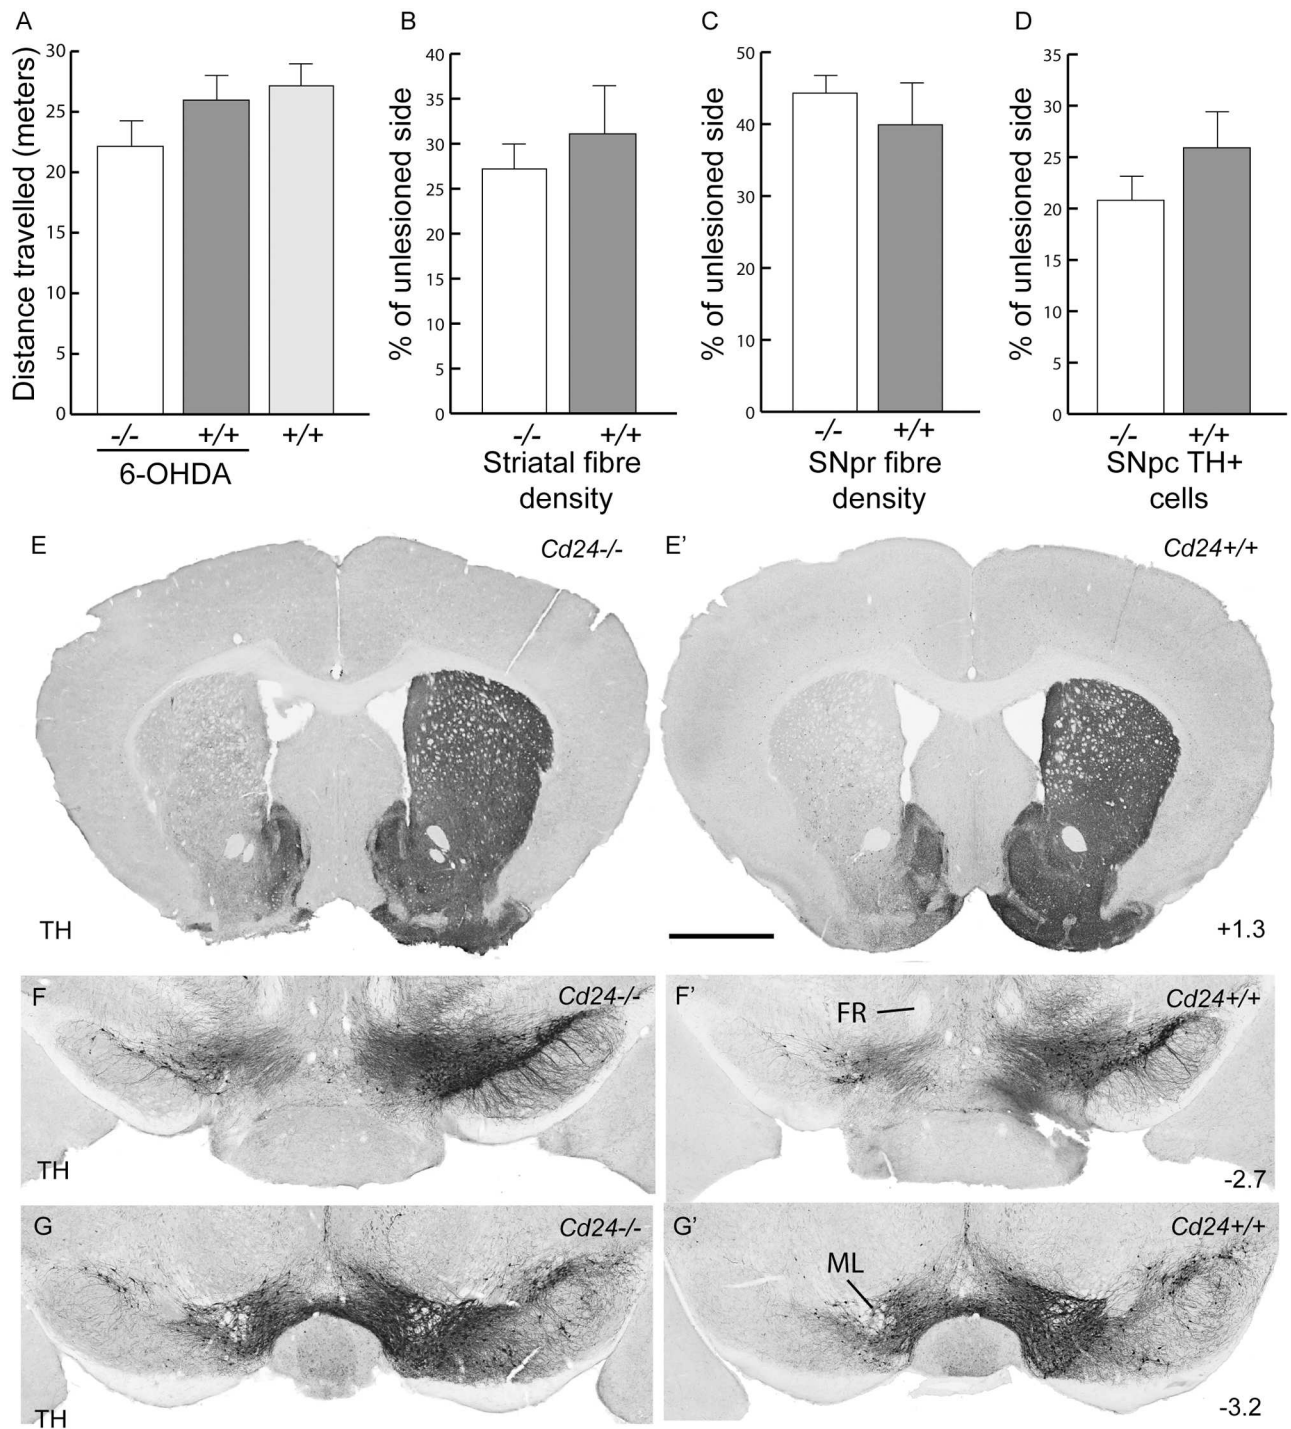 A
B
C
D
Distance travelled (meters)
30
25
20
15
10
5
0
-/-
+/+
+/+
6-OHDA
% of unlesioned side
40
35
30
25
20
15
10
5
0
-/-
+/+
Striatal fibre
density
% of unlesioned side
50
40
30
20
10
0
-/-
+/+
SNpr fibre
density
% of unlesioned side
35
30
25
20
15
10
5
0
-/-
+/+
SNpc TH+
cells
E
Cd24-/-
TH
E’
Cd24+/+
+1.3
F
Cd24-/-
TH
F’
FR
Cd24+/+
-2.7
G
Cd24-/-
TH
G’
ML
Cd24+/+
-3.2